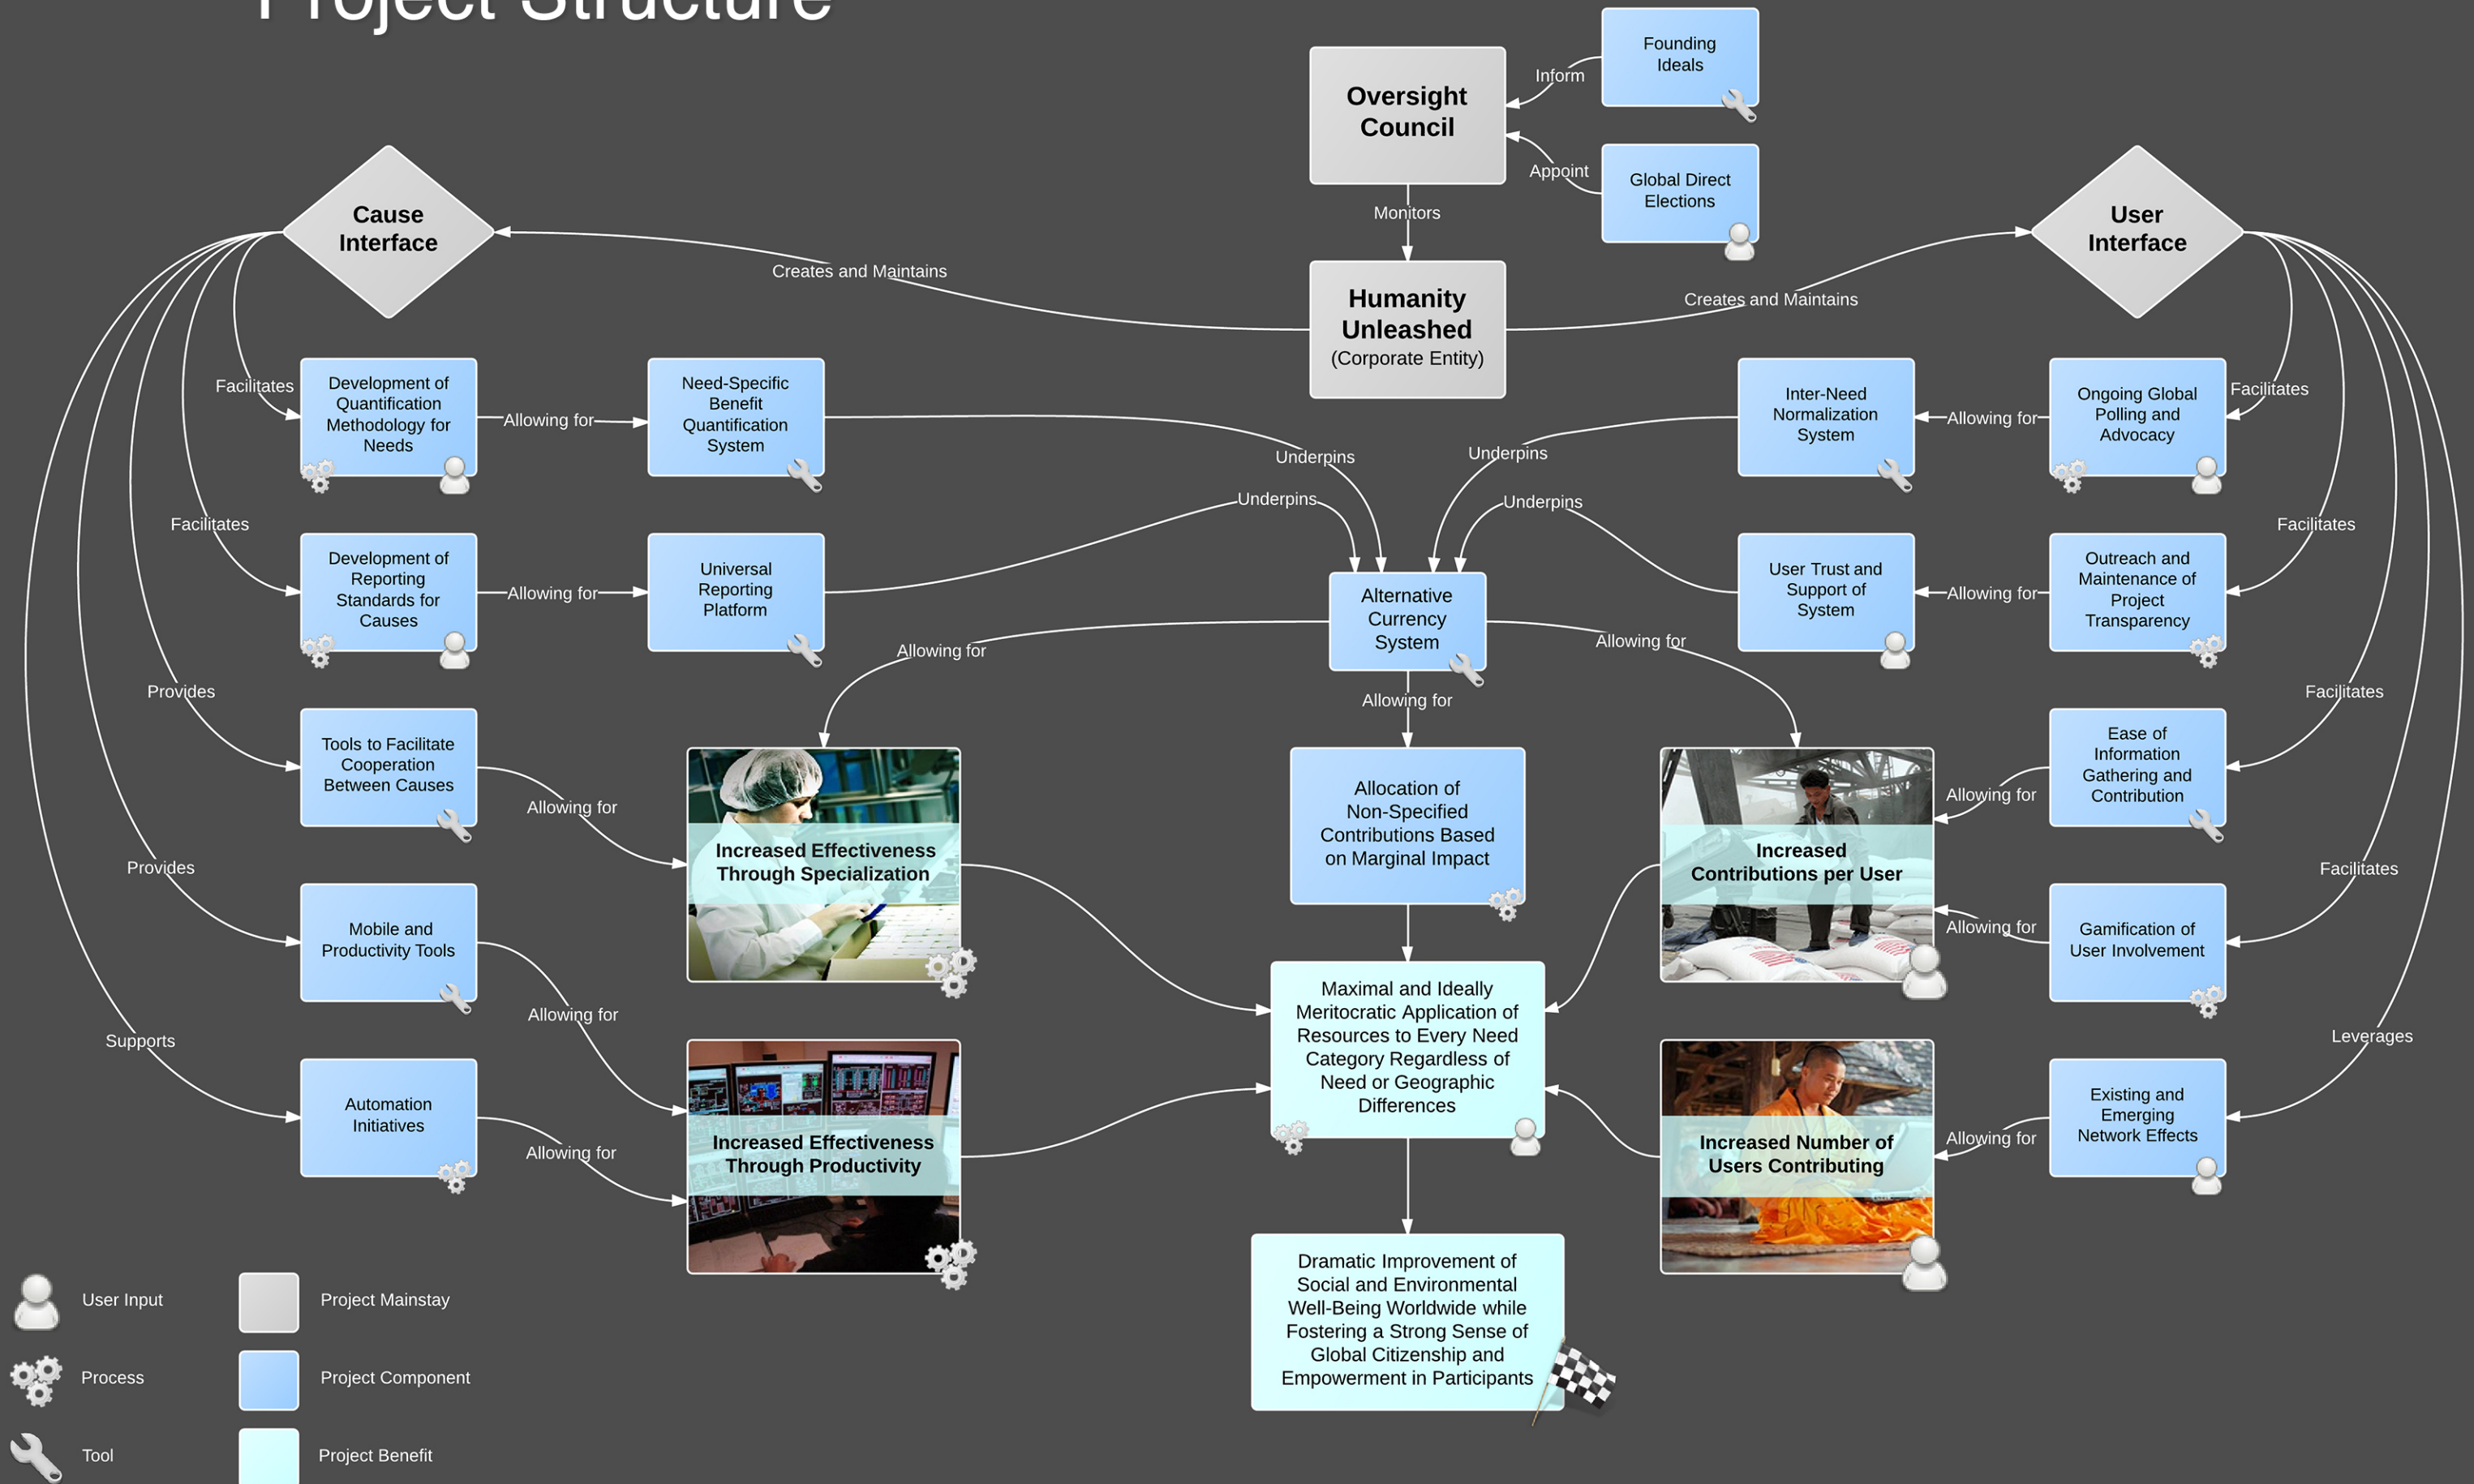 Project Structure
Founding
Ideals
Inform
Oversight
Council
Appoint
Global Direct
Elections
Monitors
Cause
Interface
User
Interface
Creates and Maintains
Humanity
Unleashed
(Corporate Entity)
Creates and Maintains
Facilitates
Development of
Quantification
Methodology for
Needs
Allowing for
Need-Specific
Benefit
Quantification
System
Underpins
Underpins
Inter-Need
Normalization
System
Allowing for
Ongoing Global
Polling and
Advocacy
Facilitates
Facilitates
Development of
Reporting
Standards for
Causes
Allowing for
Universal
Reporting
Platform
Underpins
Underpins
User Trust and
Support of
System
Allowing for
Outreach and
Maintenance of
Project
Transparency
Facilitates
Alternative
Currency
System
Allowing for
Allowing for
Allowing for
Provides
Tools to Facilitate
Cooperation
Between Causes
Allowing for
Increased Effectiveness
Through Specialization
Allocation of
Non-Specified
Contributions Based
on Marginal Impact
Increased
Contributions per User
Allowing for
Ease of
Information
Gathering and
Contribution
Facilitates
Provides
Mobile and
Productivity Tools
Allowing for
Allowing for
Gamification of
User Involvement
Facilitates
Maximal and Ideally
Meritocratic Application of
Resources to Every Need
Category Regardless of
Need or Geographic
Differences
Supports
Automation
Initiatives
Allowing for
Increased Effectiveness
Through Productivity
Increased Number of
Users Contributing
Allowing for
Existing and
Emerging
Network Effects
Leverages
Dramatic Improvement of
Social and Environmental
Well-Being Worldwide while
Fostering a Strong Sense of
Global Citizenship and
Empowerment in Participants
User Input
Project Mainstay
Process
Project Component
Tool
Project Benefit